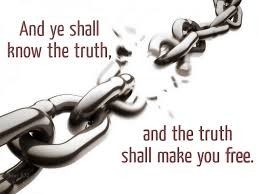 And ye shall
know the truth,
and the truth
shall make you free.